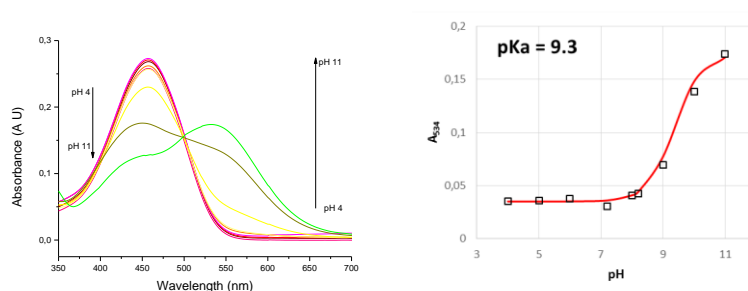 0,3
0,2
0,1
0,0
Absorbance (A U)
pH 4
pH 11
pH 11
pH 4
350 400 450 500 550 600 650 700
Wavelength (nm)
pKa = 9.3
0,2
0,15
0,1
0,05
0
A534
3 5 7 9 11
pH